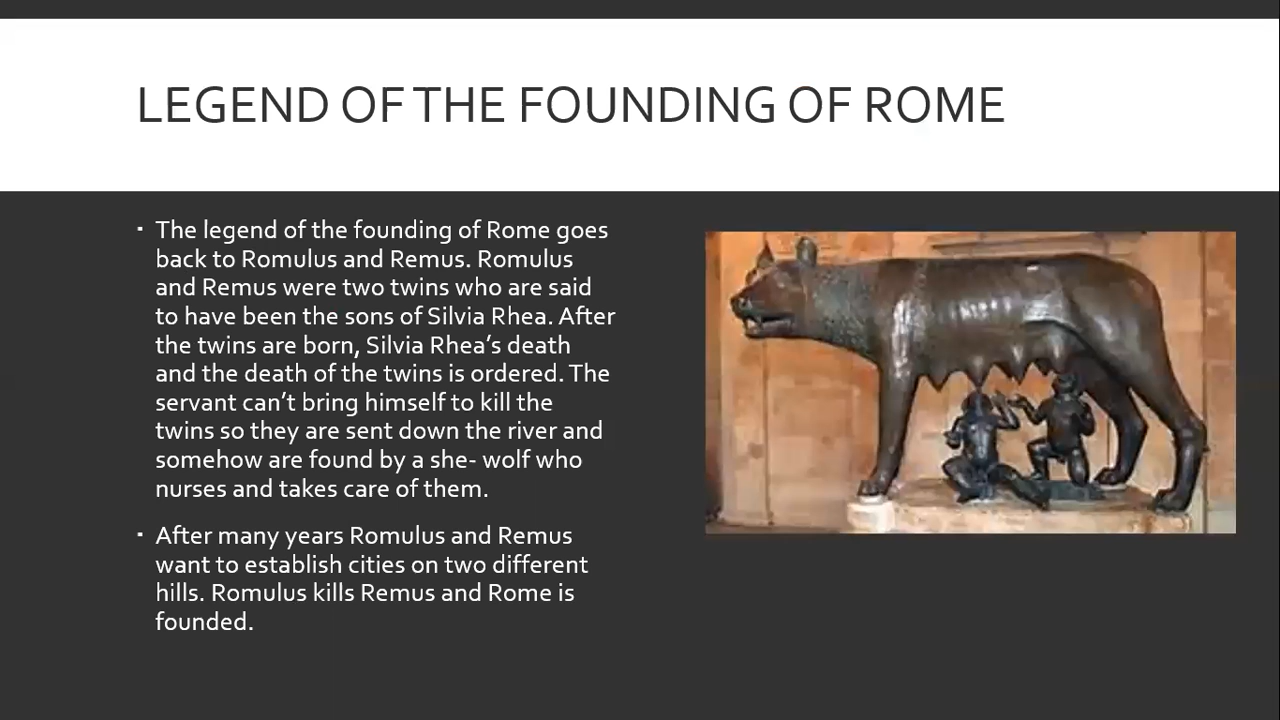 LEGEND OF THE FOUNDING OF ROME
▪ The legend of the founding of Rome goes
back to Romulus and Remus. Romulus
and Remus were two twins who are said
to have been the sons of Silvia Rhea. After
the twins are born, Silvia Rhea’s death
and the death of the twins is ordered. The
servant can’t bring himself to kill the
twins so they are sent down the river and
somehow are found by a she- wolf who
nurses and takes care of them.
▪ After many years Romulus and Remus
want to establish cities on two different
hills. Romulus kills Remus and Rome is
founded.